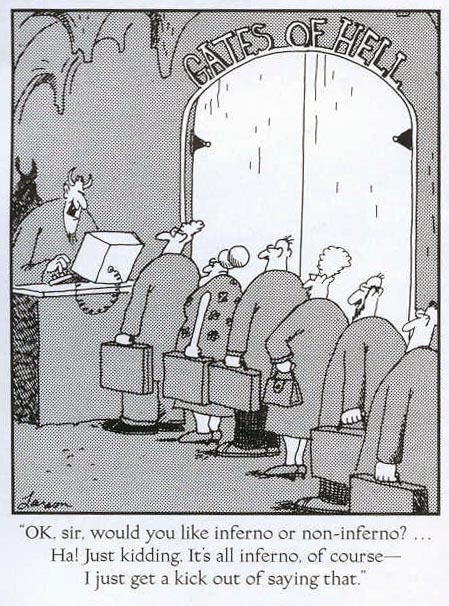 GATES OF HELL
Larson
"OK, sir, would you like inferno or non-inferno? ...
Ha! Just kidding. It's all inferno, of course—
I just get a kick out of saying that."